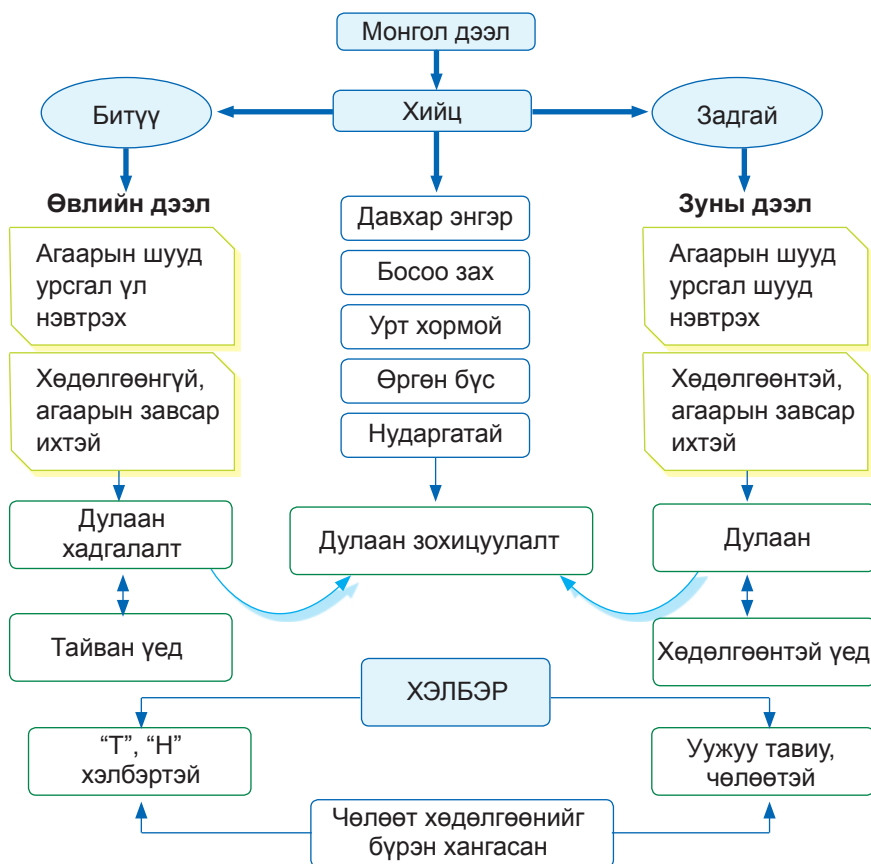 Монгол дээл
Битүү
Хийц
Задгай
Өвлийн дээл
Агаарын шууд
урсгал үл
нэвтрэх
Хөдөлгөөнгүй,
агаарын завсар
ихтэй
Дулаан
хадгалалт
Тайван үед
Давхар энгэр
Босоо зах
Урт хормой
Өргөн бүс
Нударгатай
Дулаан зохицуулалт
Зуны дээл
Агаарын шууд
урсгал шууд
нэвтрэх
Хөдөлгөөнтэй,
агаарын завсар
ихтэй
Дулаан
Хөдөлгөөнтэй үед
ХЭЛБЭР
“Т”, “Н”
хэлбэртэй
Уужуу тавиу,
чөлөөтэй
Чөлөөт хөдөлгөөнийг
бүрэн хангасан